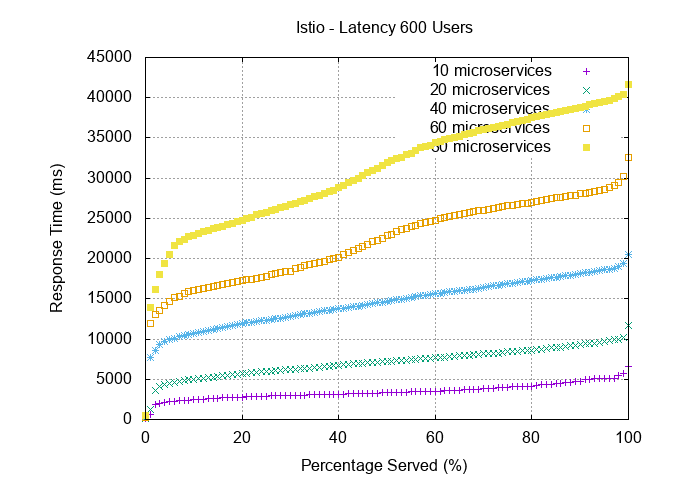 Istio - Latency 600 Users
45000
40000
35000
30000
25000
20000
15000
10000
5000
0
Response Time (ms)
10 microservices
20 microservices
40 microservices
60 microservices
microservices
0 20 40 60 80 100
Percentage Served (%)